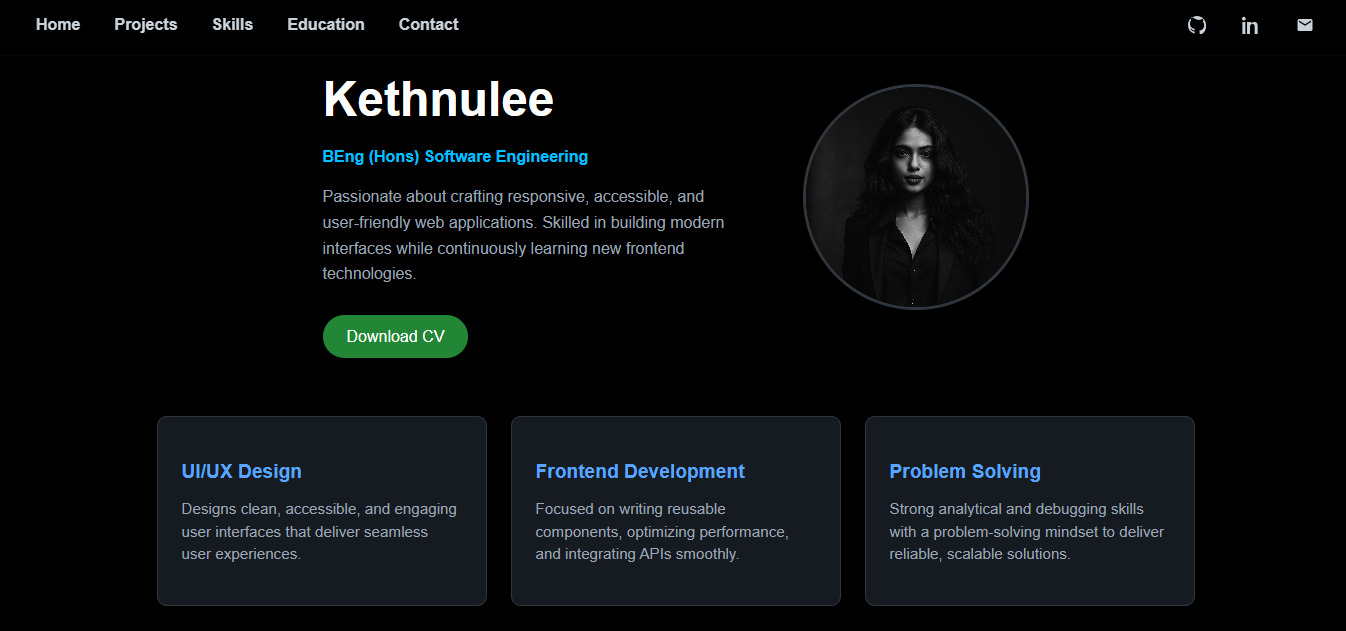 Home Projects Skills Education Contact
Kethnulee
BEng (Hons) Software Engineering
Passionate about crafting responsive, accessible, and
user-friendly web applications. Skilled in building modern
interfaces while continuously learning new frontend
technologies.
Download CV
UI/UX Design
Designs clean, accessible, and engaging
user interfaces that deliver seamless
user experiences.
Frontend Development
Focused on writing reusable
components, optimizing performance,
and integrating APIs smoothly.
Problem Solving
Strong analytical and debugging skills
with a problem-solving mindset to deliver
reliable, scalable solutions.